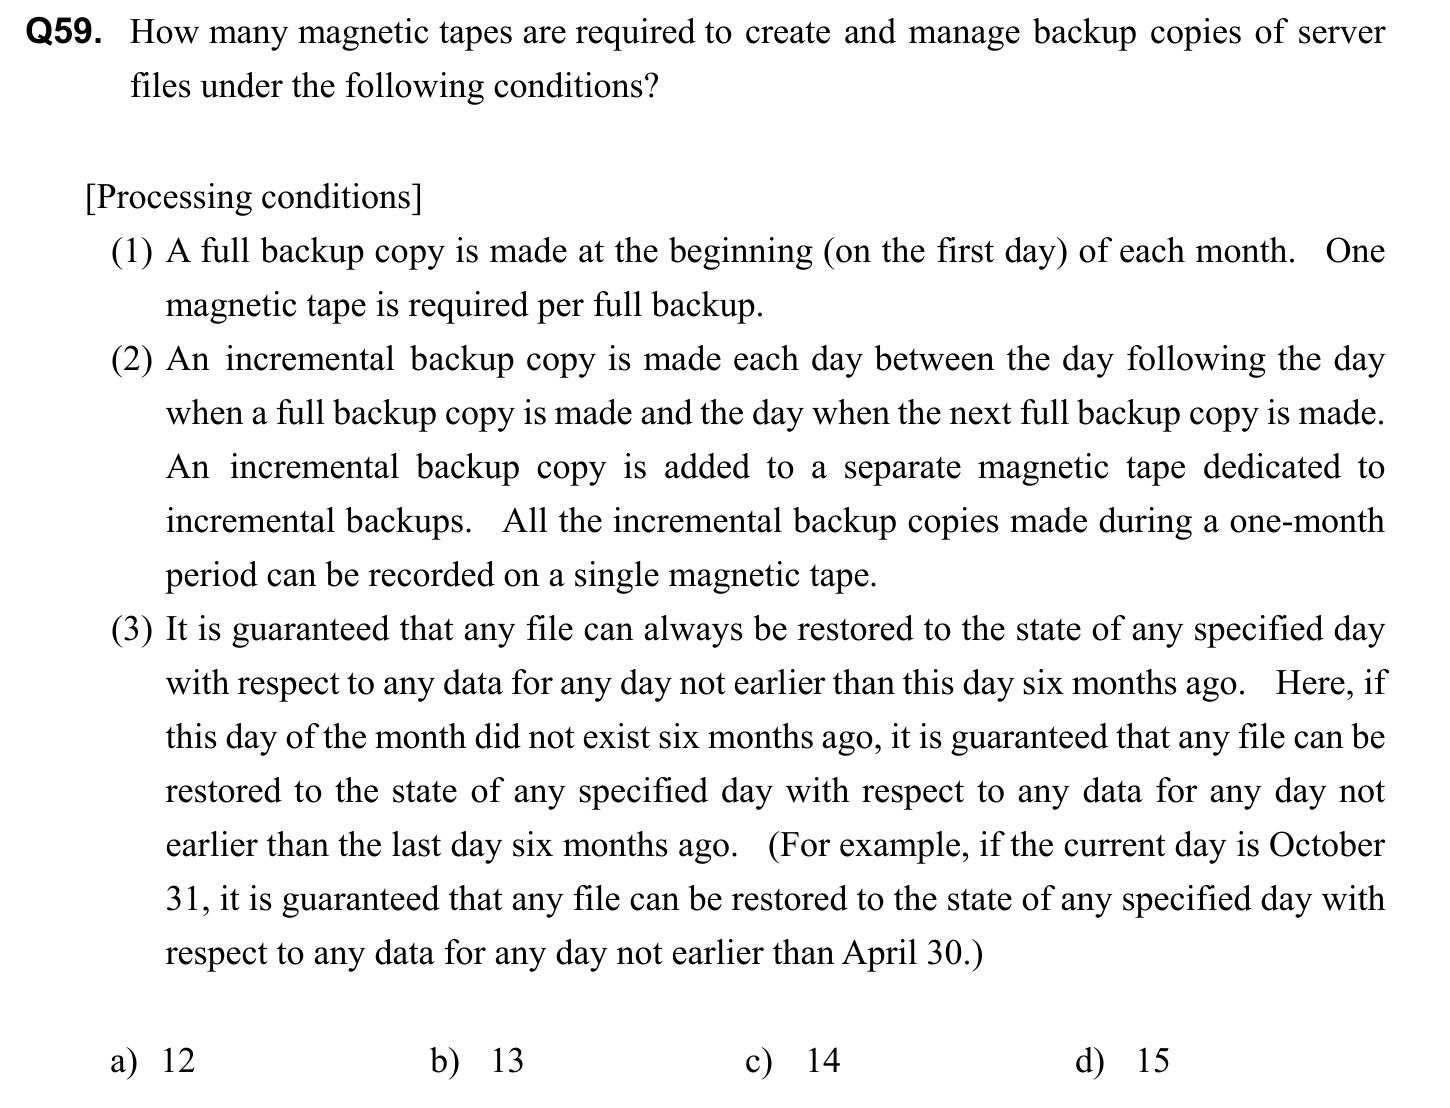 Q59. How many magnetic tapes are required to create and manage backup copies of server
files under the following conditions?
[Processing conditions]
(1) A full backup copy is made at the beginning (on the first day) of each month. One
magnetic tape is required per full backup.
(2) An incremental backup copy is made each day between the day following the day
when a full backup copy is made and the day when the next full backup copy is made.
An incremental backup copy is added to a separate magnetic tape dedicated to
incremental backups. All the incremental backup copies made during a one-month
period can be recorded on a single magnetic tape.
(3) It is guaranteed that any file can always be restored to the state of any specified day
with respect to any data for any day not earlier than this day six months ago. Here, if
this day of the month did not exist six months ago, it is guaranteed that any file can be
restored to the state of any specified day with respect to any data for any day not
earlier than the last day six months ago. (For example, if the current day is October
31, it is guaranteed that any file can be restored to the state of any specified day with
respect to any data for any day not earlier than April 30.)
a) 12 b) 13 c) 14 d) 15